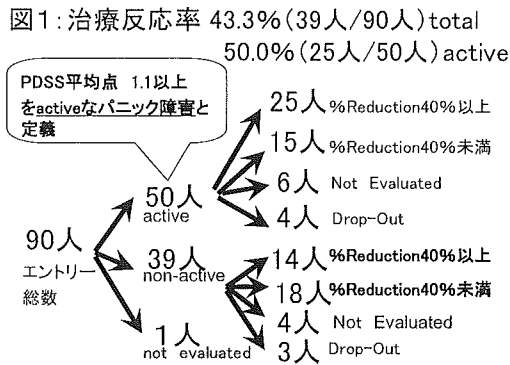 図1:治療反応率 43.3%(39人/90人)total
50.0%(25人/50人)active
PDSS平均点 1.1以上
をactiveなパニック障害と
定義
25人 %Reduction40%以上
15人 %Reduction40%未満
6人 Not Evaluated
4人 Drop-Out
50人
active
90人
エントリー
総数
39人
non-active
14人 %Reduction40%以上
18人 %Reduction40%未満
4人 Not Evaluated
3人 Drop-Out
1人
not evaluated